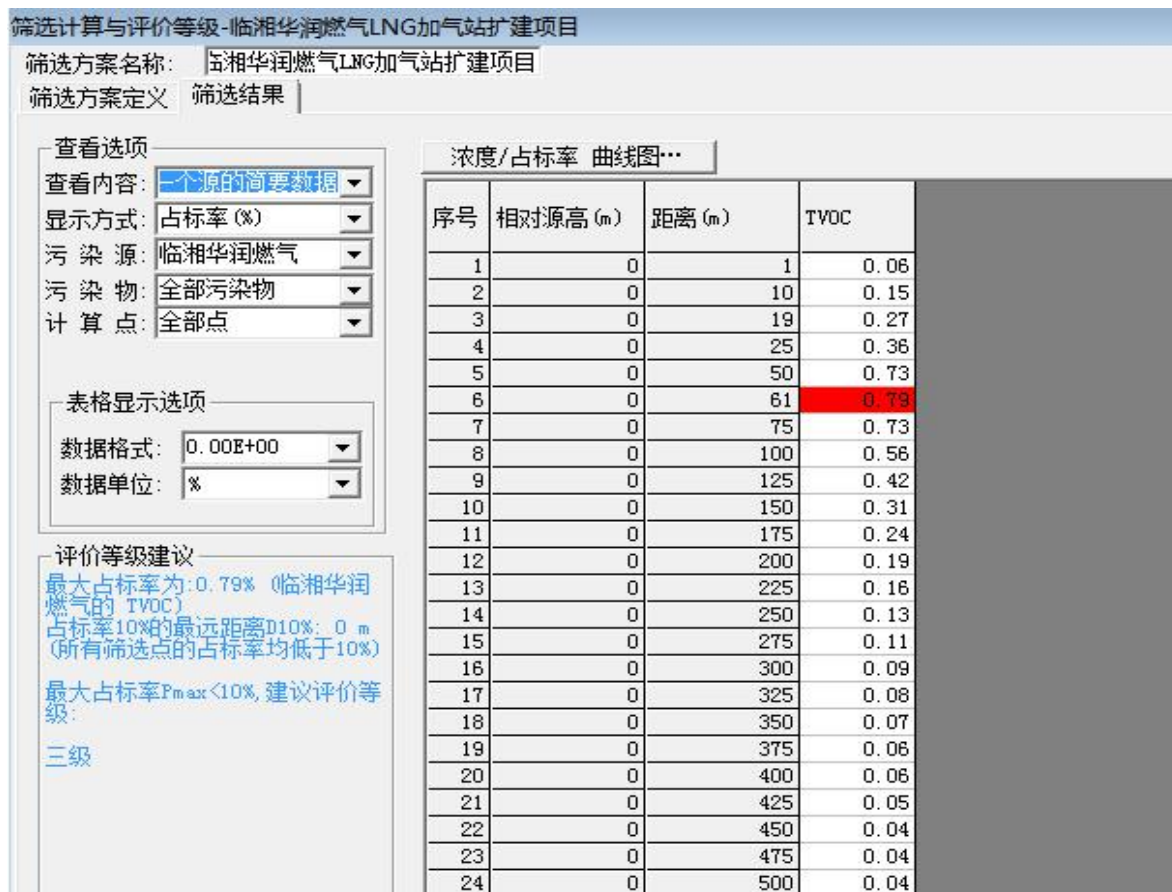 筛选计算与评价等级-临湘华润燃气LNG加气站扩建项目
筛选方案名称: 湘华润燃气LNG加气站扩建项目
筛选方案定义 筛选结果
查看选项
查看内容: 一个源的简要数据
显示方式: 占标率(%)
污 染 源: 临湘华润燃气
污 染 物: 全部污染物
计 算 点: 全部点
表格显示选项
数据格式: 0.00E+00
数据单位: %
评价等级建议
最大占标率为:0.79% (临湘华润
燃气的 TVOC)
占标率10%的最远距离D10%: 0 m
(所有筛选点的占标率均低于10%)
最大占标率Pmax<10%,建议评价等
级:
三级
浓度/占标率 曲线图…
序号 相对源高(m) 距离(m) TVOC
1 0 1 0.06
2 0 10 0.15
3 0 19 0.27
4 0 25 0.36
5 0 50 0.73
6 0 61 0.79
7 0 75 0.73
8 0 100 0.56
9 0 125 0.42
10 0 150 0.31
11 0 175 0.24
12 0 200 0.19
13 0 225 0.16
14 0 250 0.13
15 0 275 0.11
16 0 300 0.09
17 0 325 0.08
18 0 350 0.07
19 0 375 0.06
20 0 400 0.06
21 0 425 0.05
22 0 450 0.04
23 0 475 0.04
24 0 500 0.04